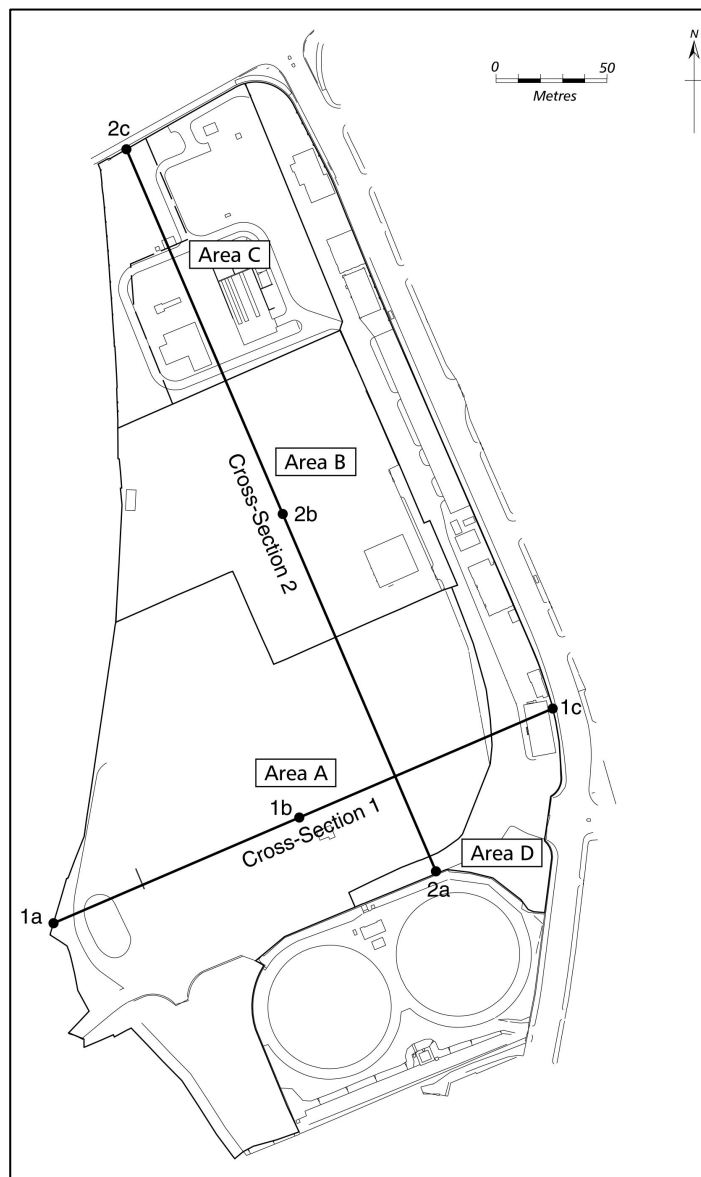 N
0 50
Metres
2c
Area C
Area B
Cross-Section 2
2b
1c
Area A
1b
Cross-Section 1
Area D
2a
1a